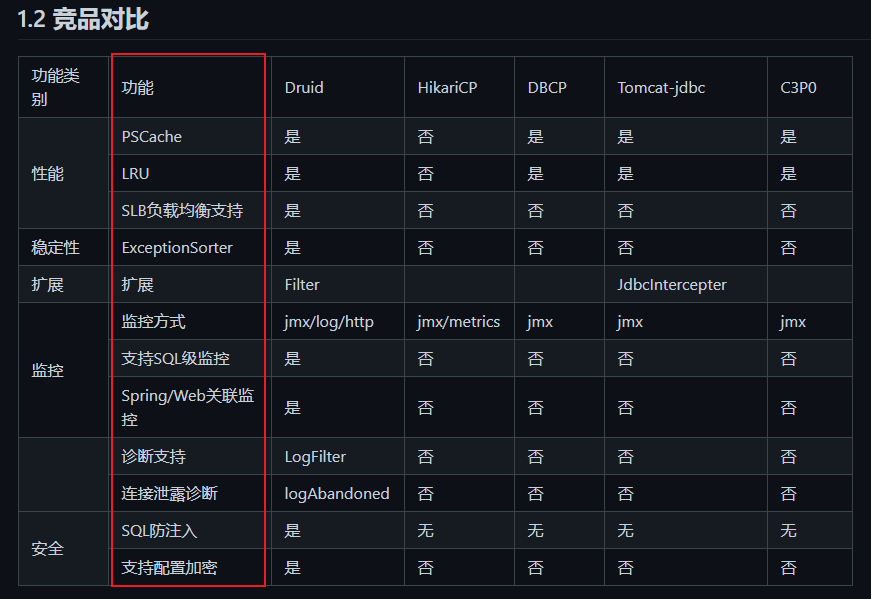 1.2 竞品对比
功能类别 功能 Druid HikariCP DBCP Tomcat-jdbc C3P0
性能 PSCache 是 否 是 是 是
LRU 是 否 是 是 是
SLB负载均衡支持 是 否 否 否 否
稳定性 ExceptionSorter 是 否 否 否 否
扩展 扩展 Filter JdbcIntercepter
监控 监控方式 jmx/log/http jmx/metrics jmx jmx jmx
支持SQL级监控 是 否 否 否 否
Spring/Web关联监控 是 否 否 否 否
诊断支持 LogFilter 否 否 否 否
连接泄露诊断 logAbandoned 否 否 否 否
安全 SQL防注入 是 无 无 无 无
支持配置加密 是 否 否 否 否